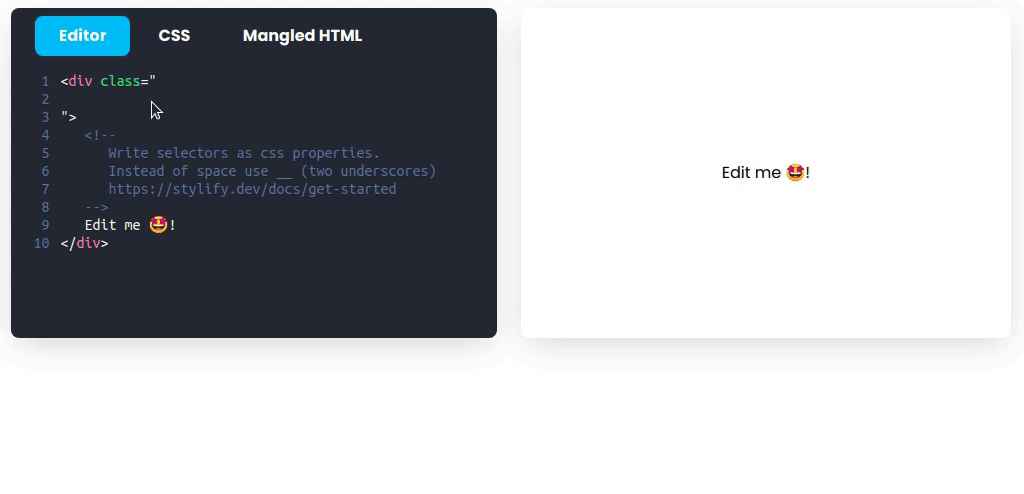 Editor CSS Mangled HTML
1 <div class="
2
3 ">
4 <!--
5 Write selectors as css properties.
6 Instead of space use __ (two underscores)
7 https://stylify.dev/docs/get-started
8 -->
9 Edit me 🤩!
10 </div>
Edit me 🤩!